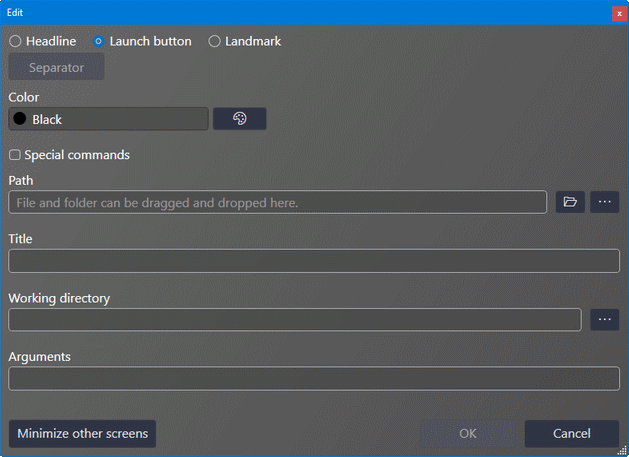 Edit
Headline Launch button Landmark
Separator
Color
Black
Special commands
Path
File and folder can be dragged and dropped here.
Title
Working directory
Arguments
Minimize other screens OK Cancel